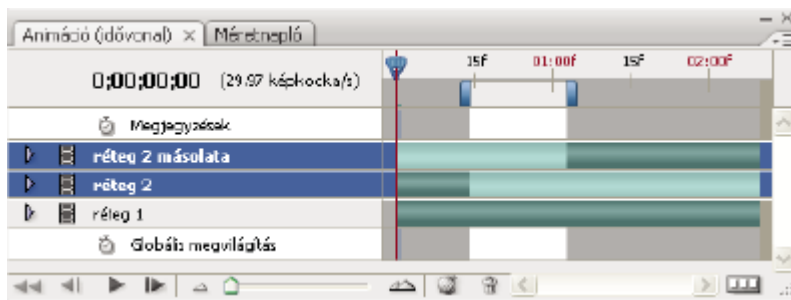 Animáció (idővonal) × Méretnapló
0;00;00;00 (29.97 képkocka/s)
15f 01:00f 15f 02:00f
Megjegyzések
réteg 2 másolata
réteg 2
réteg 1
Globális megvilágítás